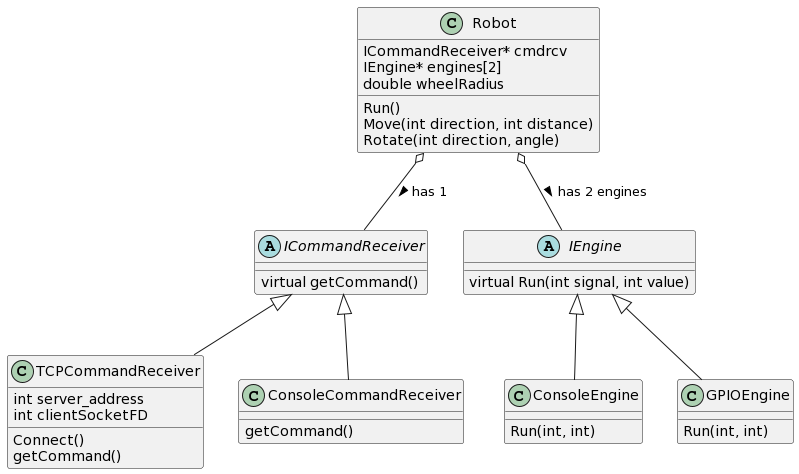 C Robot
ICommandReceiver* cmdrcv
IEngine* engines[2]
double wheelRadius
Run()
Move(int direction, int distance)
Rotate(int direction, angle)
has 1
has 2 engines
A ICommandReceiver
virtual getCommand()
A IEngine
virtual Run(int signal, int value)
C TCPCommandReceiver
int server_address
int clientSocketFD
Connect()
getCommand()
C ConsoleCommandReceiver
getCommand()
C ConsoleEngine
Run(int, int)
C GPIOEngine
Run(int, int)